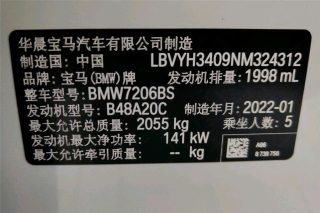 华晨宝马汽车有限公司制造
制造国：中国 LBVYH3409NM324312
品牌：宝马(BMW)牌 发动机排量：1998 mL
整车型号：BMW7206BS
发动机型号：B48A20C 制造年月：2022-01
最大允许总质量：2055 kg 乘坐人数：5
发动机最大净功率：141 kW
最大允许牵引质量：-- kg
A86
8 738 756